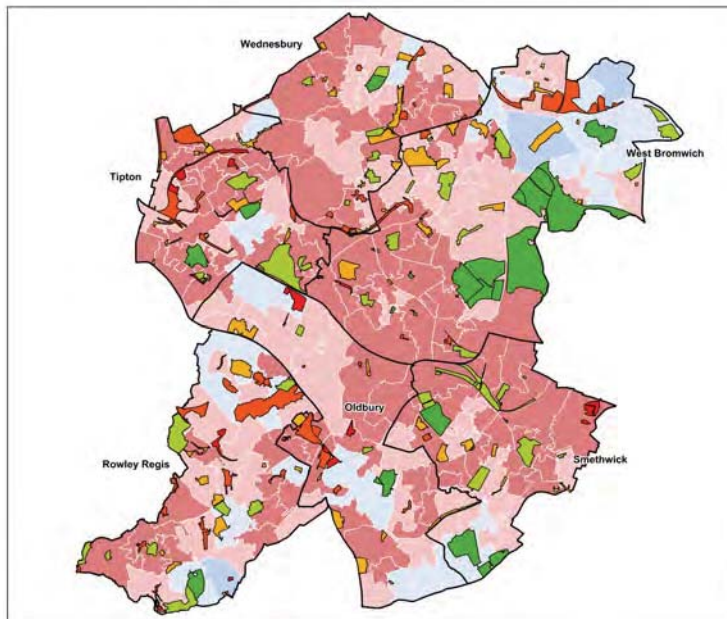 Wednesbury
West Bromwich
Tipton
Oldbury
Rowley Regis
Smethwick